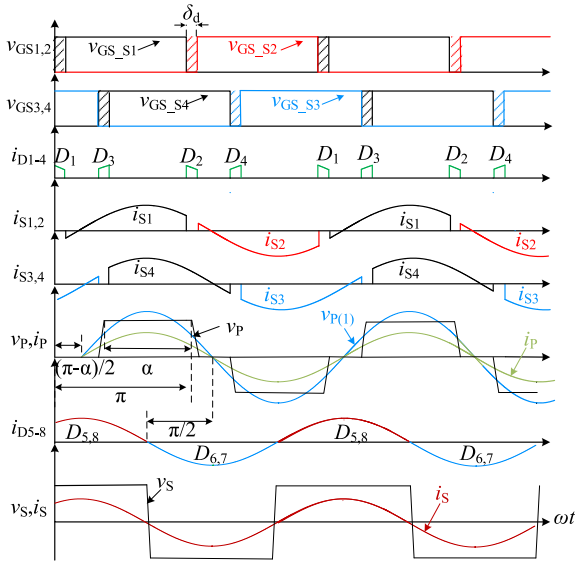 δd
vGS1,2 vGS_S1 vGS_S2
vGS3,4 vGS_S4 vGS_S3
iD1-4 D1 D3 D2 D4 D1 D3 D2 D4
iS1,2 iS1 iS2 iS1 iS2
iS3,4 iS4 iS3 iS4 iS3
vP,iP vP vP(1) iP
(π-α)/2 α
π
π/2
iD5-8 D5,8 D6,7 D5,8 D6,7
vS,iS vS iS ωt